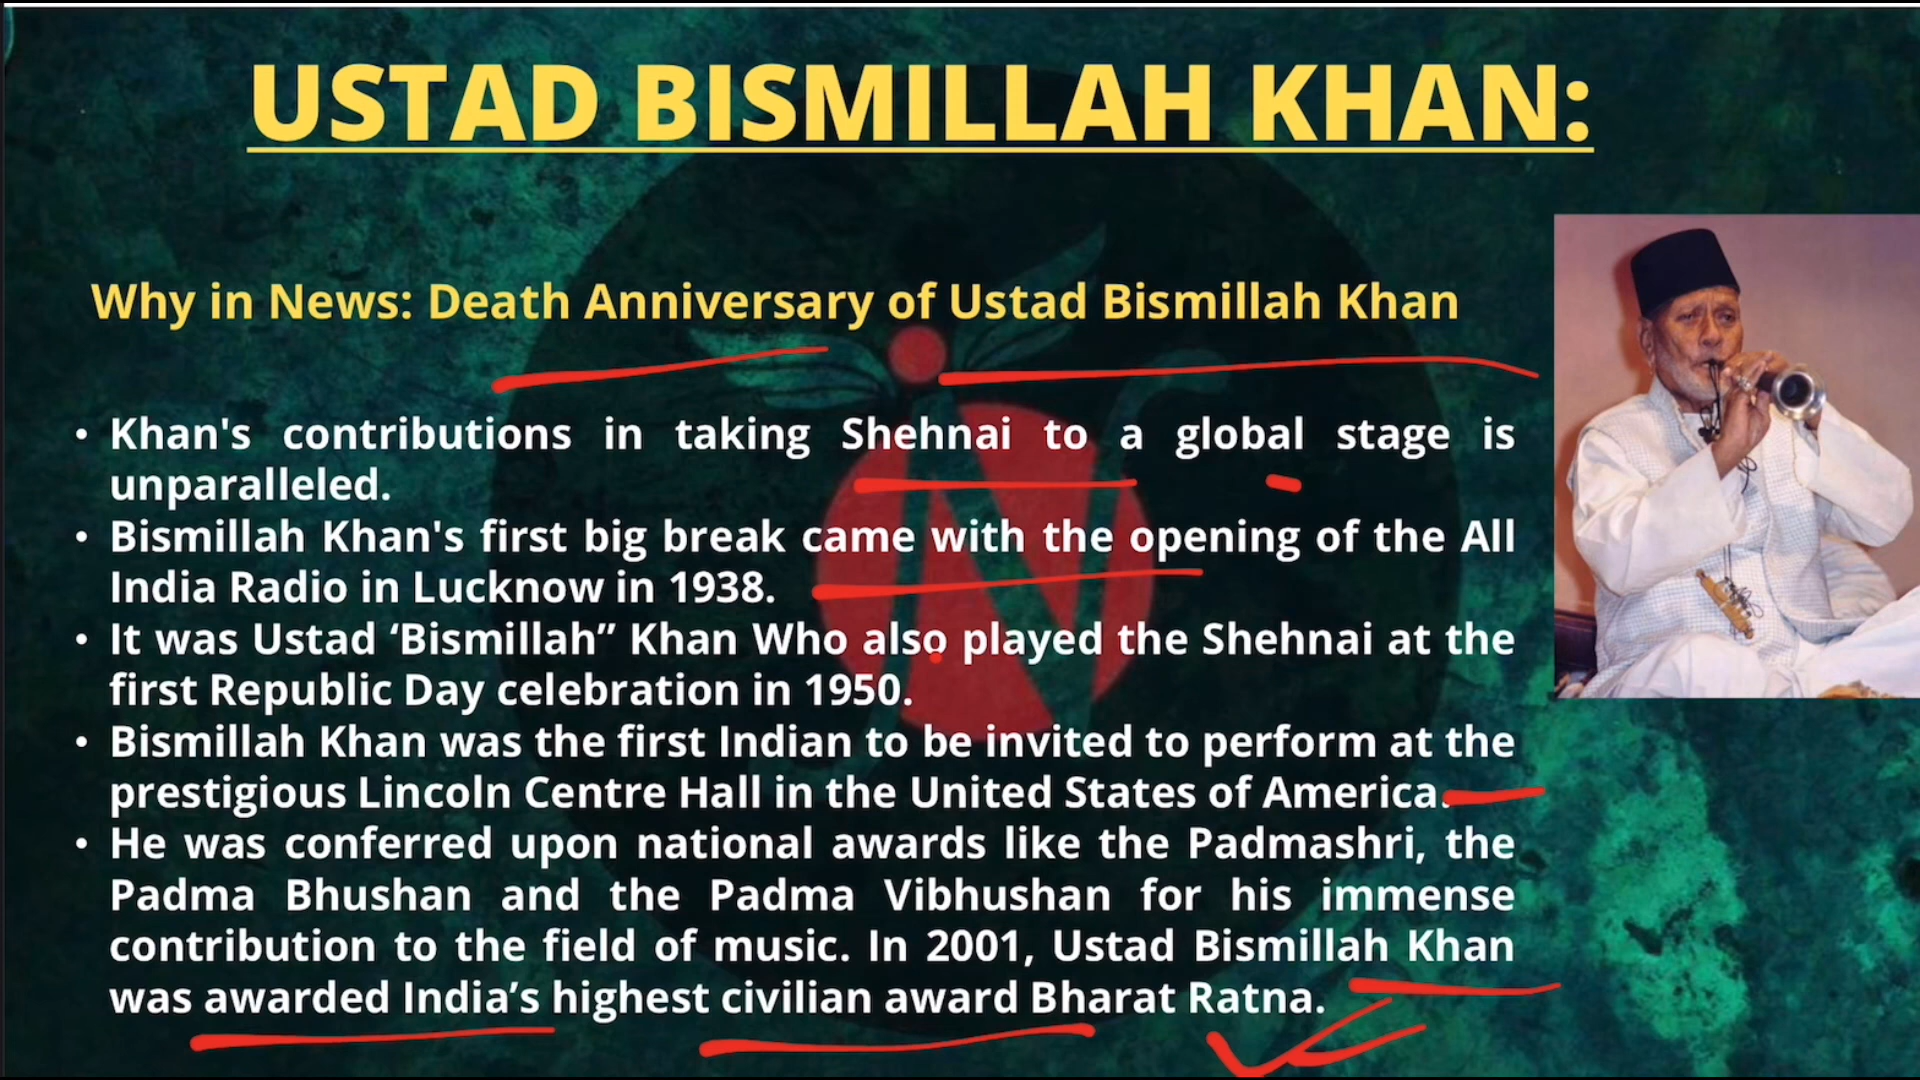 USTAD BISMILLAH KHAN:
Why in News: Death Anniversary of Ustad Bismillah Khan
• Khan's contributions in taking Shehnai to a global stage is
unparalleled.
• Bismillah Khan's first big break came with the opening of the All
India Radio in Lucknow in 1938.
• It was Ustad ‘Bismillah” Khan Who also played the Shehnai at the
first Republic Day celebration in 1950.
• Bismillah Khan was the first Indian to be invited to perform at the
prestigious Lincoln Centre Hall in the United States of America.
• He was conferred upon national awards like the Padmashri, the
Padma Bhushan and the Padma Vibhushan for his immense
contribution to the field of music. In 2001, Ustad Bismillah Khan
was awarded India’s highest civilian award Bharat Ratna.